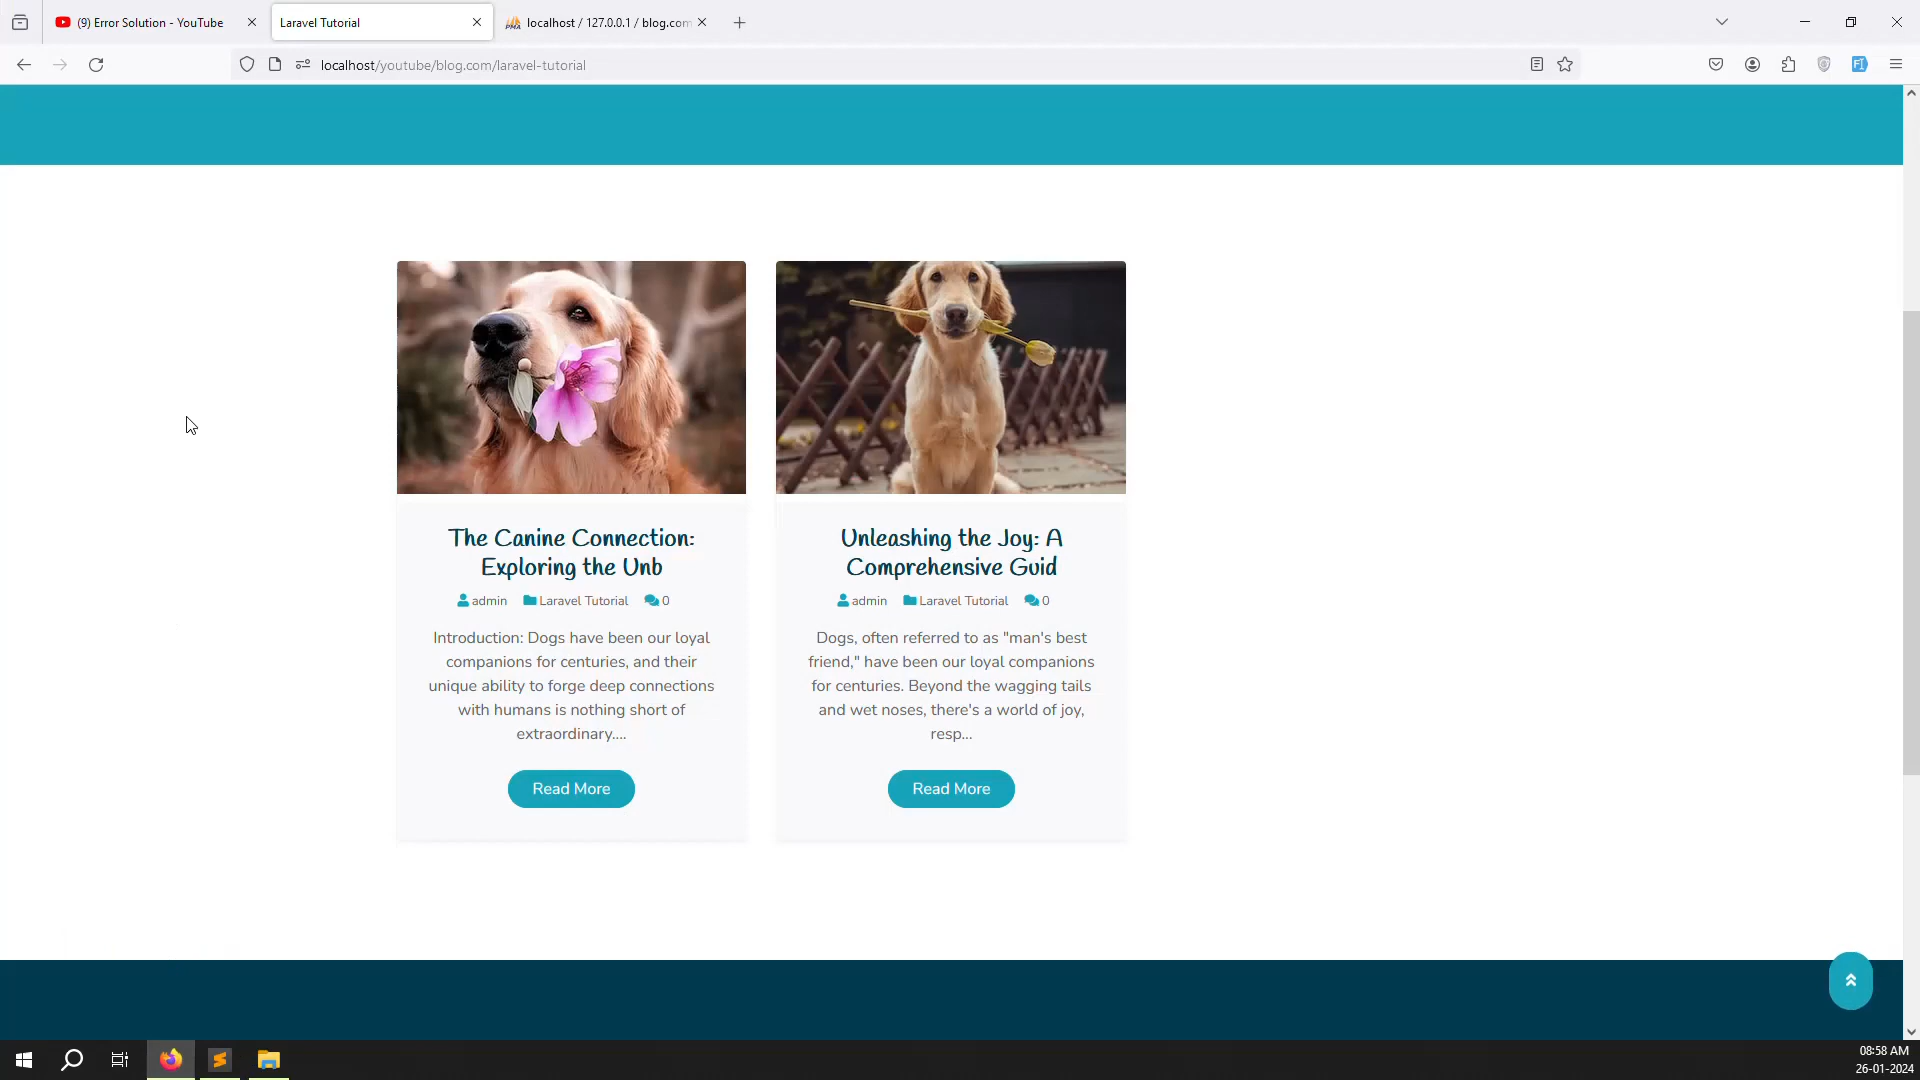 (9) Error Solution - YouTube
Laravel Tutorial
localhost / 127.0.0.1 / blog.com
localhost/youtube/blog.com/laravel-tutorial
The Canine Connection:
Exploring the Unb
admin Laravel Tutorial 0
Introduction: Dogs have been our loyal
companions for centuries, and their
unique ability to forge deep connections
with humans is nothing short of
extraordinary....
Read More
Unleashing the Joy: A
Comprehensive Guid
admin Laravel Tutorial 0
Dogs, often referred to as "man's best
friend," have been our loyal companions
for centuries. Beyond the wagging tails
and wet noses, there's a world of joy,
resp...
Read More
08:58 AM
26-01-2024